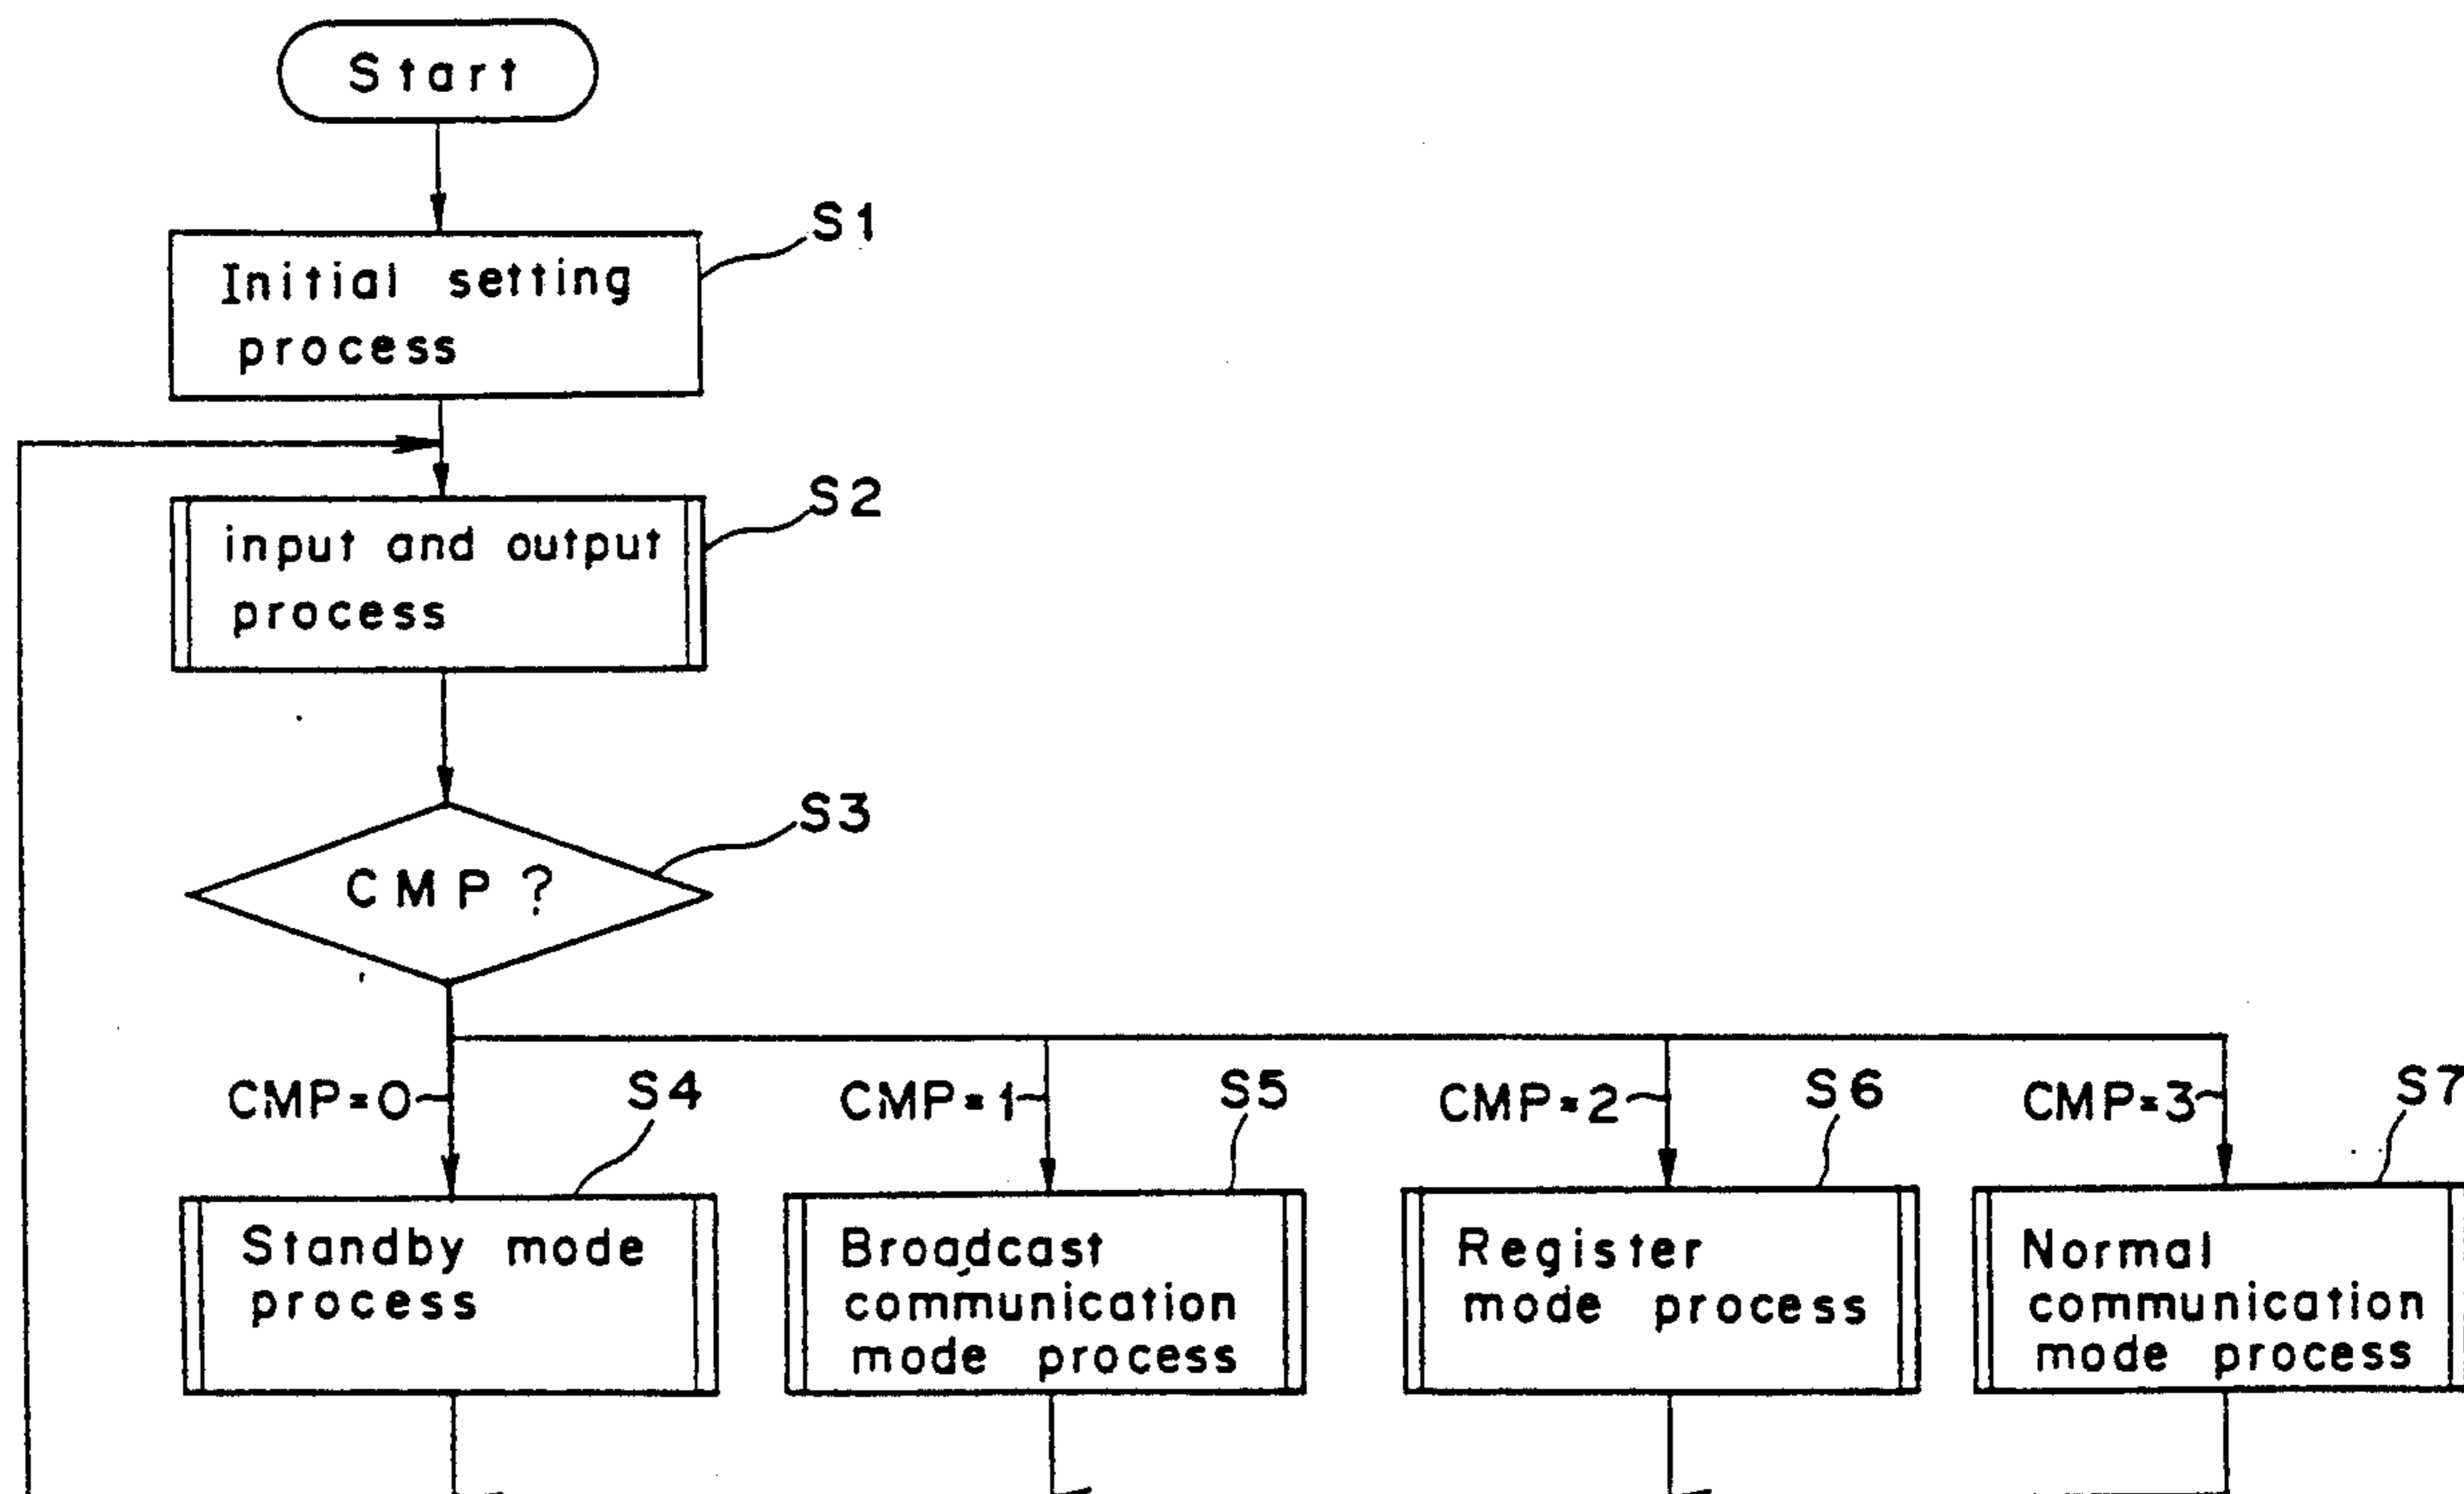 Start
S1
Initial setting
process
S2
input and output
process
S3
CMP?
CMP=0
S4
CMP=1
S5
CMP=2
S6
CMP=3
S7
Standby mode
process
Broadcast
communication
mode process
Register
mode process
Normal
communication
mode process